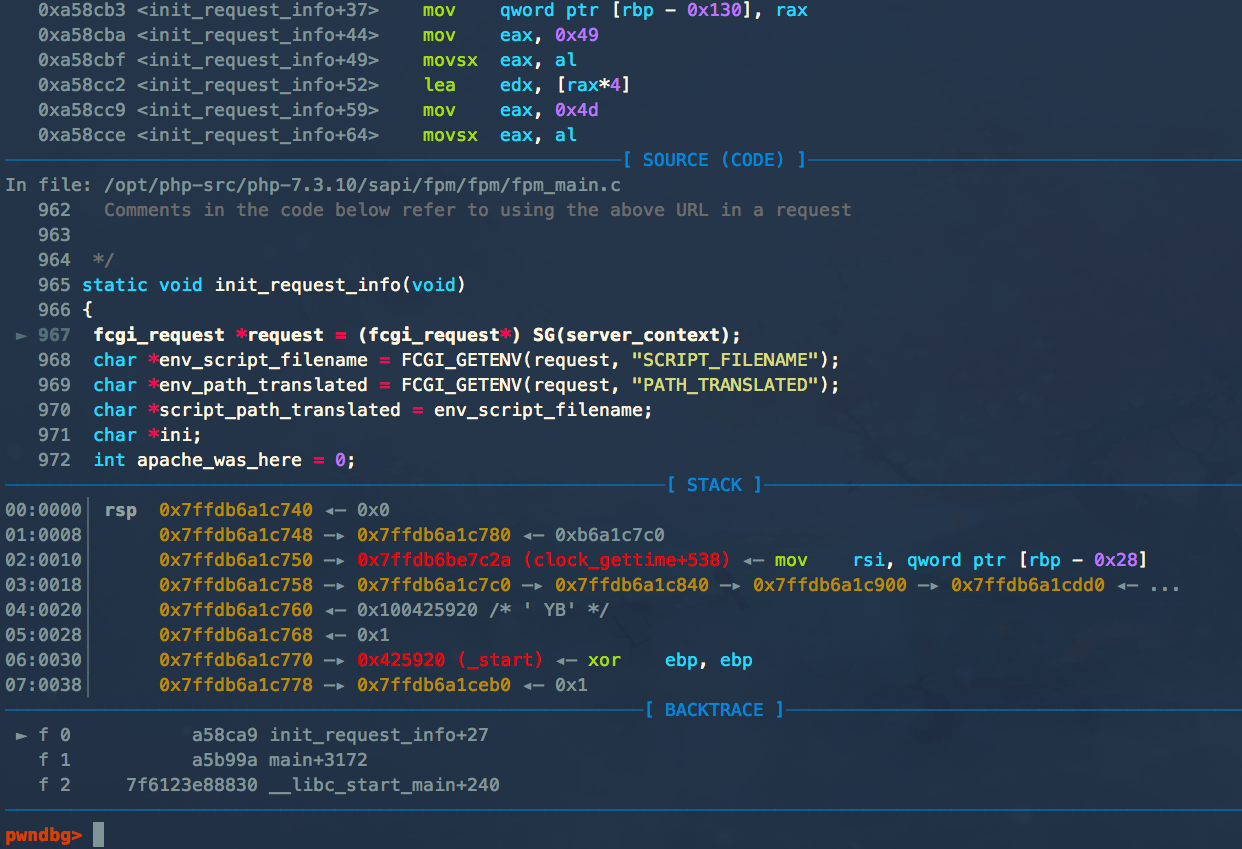 0xa58cb3 <init_request_info+37>    mov    qword ptr [rbp - 0x130], rax
0xa58cba <init_request_info+44>    mov    eax, 0x49
0xa58cbf <init_request_info+49>    movsx  eax, al
0xa58cc2 <init_request_info+52>    lea    edx, [rax*4]
0xa58cc9 <init_request_info+59>    mov    eax, 0x4d
0xa58cce <init_request_info+64>    movsx  eax, al
[ SOURCE (CODE) ]
In file: /opt/php-src/php-7.3.10/sapi/fpm/fpm/fpm_main.c
962   Comments in the code below refer to using the above URL in a request
963
964  */
965 static void init_request_info(void)
966 {
► 967  fcgi_request *request = (fcgi_request*) SG(server_context);
968  char *env_script_filename = FCGI_GETENV(request, "SCRIPT_FILENAME");
969  char *env_path_translated = FCGI_GETENV(request, "PATH_TRANSLATED");
970  char *script_path_translated = env_script_filename;
971  char *ini;
972  int apache_was_here = 0;
[ STACK ]
00:0000│ rsp  0x7ffdb6a1c740 ◂— 0x0
01:0008│      0x7ffdb6a1c748 —▸ 0x7ffdb6a1c780 ◂— 0xb6a1c7c0
02:0010│      0x7ffdb6a1c750 —▸ 0x7ffdb6be7c2a (clock_gettime+538) ◂— mov    rsi, qword ptr [rbp - 0x28]
03:0018│      0x7ffdb6a1c758 —▸ 0x7ffdb6a1c7c0 —▸ 0x7ffdb6a1c840 —▸ 0x7ffdb6a1c900 —▸ 0x7ffdb6a1cdd0 ◂— ...
04:0020│      0x7ffdb6a1c760 ◂— 0x100425920 /* ' YB' */
05:0028│      0x7ffdb6a1c768 ◂— 0x1
06:0030│      0x7ffdb6a1c770 —▸ 0x425920 (_start) ◂— xor    ebp, ebp
07:0038│      0x7ffdb6a1c778 —▸ 0x7ffdb6a1ceb0 ◂— 0x1
[ BACKTRACE ]
► f 0           a58ca9 init_request_info+27
f 1           a5b99a main+3172
f 2     7f6123e88830 __libc_start_main+240
pwndbg>